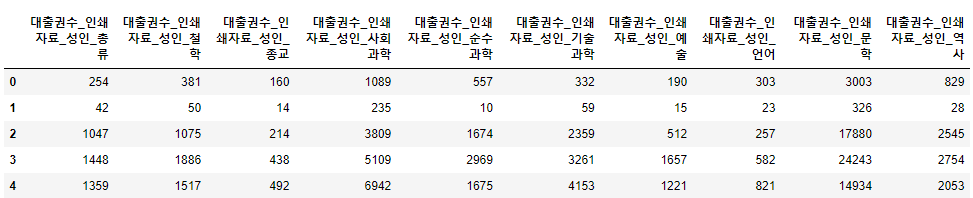 대출권수_인쇄 대출권수_인쇄 대출권수_인 대출권수_인쇄 대출권수_인쇄 대출권수_인쇄 대출권수_인쇄 대출권수_인 대출권수_인쇄 대출권수_인쇄
자료_성인_총 자료_성인_철 쇄자료_성인_ 자료_성인_사회 자료_성인_순수 자료_성인_기술 자료_성인_예 쇄자료_성인_ 자료_성인_문 자료_성인_역
류 학 종교 과학 과학 과학 술 언어 학 사
0 254 381 160 1089 557 332 190 303 3003 829
1 42 50 14 235 10 59 15 23 326 28
2 1047 1075 214 3809 1674 2359 512 257 17880 2545
3 1448 1886 438 5109 2969 3261 1657 582 24243 2754
4 1359 1517 492 6942 1675 4153 1221 821 14934 2053